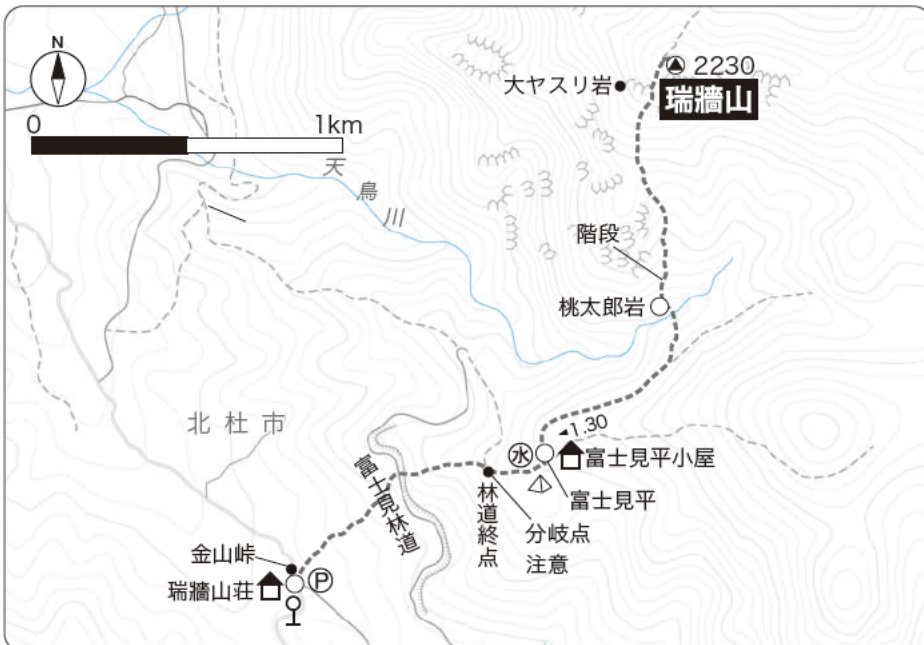 N
0 1km
2230
瑞牆山
大ヤスリ岩
天鳥川
階段
桃太郎岩
北杜市
1.30
水
富士見平小屋
富士見平
富士見林道
林道終点
分岐点
注意
金山峠
瑞牆山荘
P